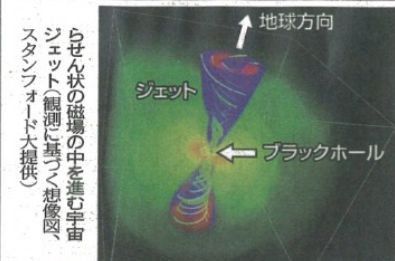 地球方向
ジェット
ブラックホール
らせん状の磁場の中を進む宇宙
ジェット(観測に基づく想像図、
スタンフォード大提供)